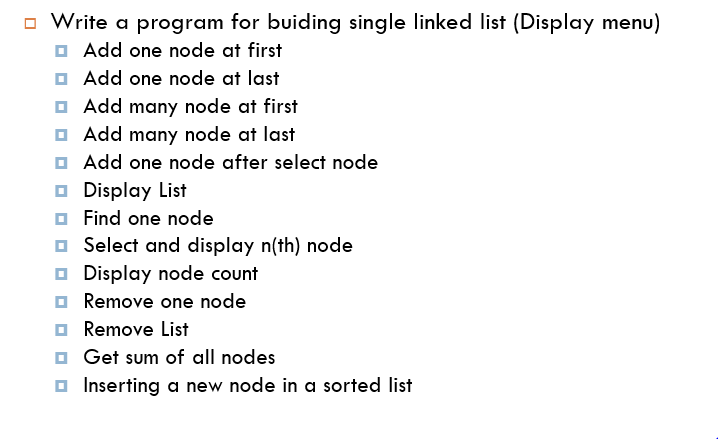 Write a program for buiding single linked list (Display menu)
Add one node at first
Add one node at last
Add many node at first
Add many node at last
Add one node after select node
Display List
Find one node
Select and display n(th) node
Display node count
Remove one node
Remove List
Get sum of all nodes
Inserting a new node in a sorted list